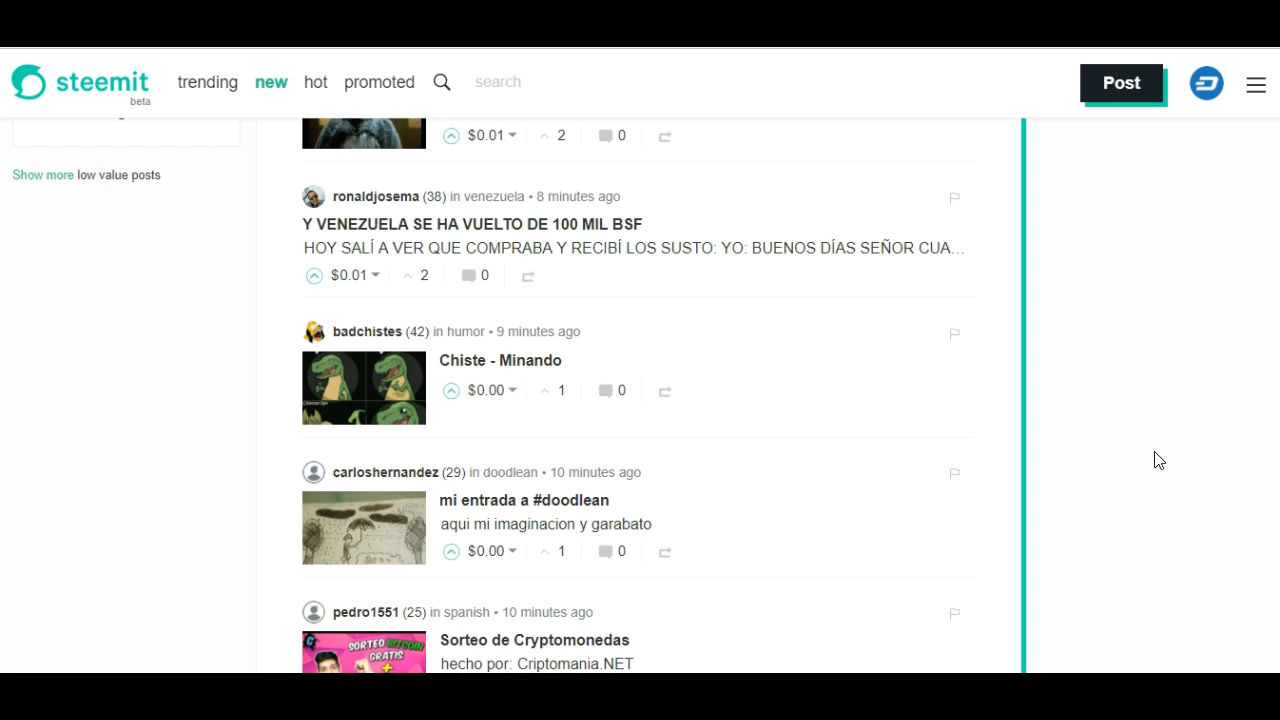 steemit
beta
trending new hot promoted search
Post
Show more low value posts
$0.01 2 0
ronaldjosema (38) in venezuela • 8 minutes ago
Y VENEZUELA SE HA VUELTO DE 100 MIL BSF
HOY SALÍ A VER QUE COMPRABA Y RECIBÍ LOS SUSTO: YO: BUENOS DÍAS SEÑOR CUA...
$0.01 2 0
badchistes (42) in humor • 9 minutes ago
Chiste - Minando
$0.00 1 0
carloshernandez (29) in doodlean • 10 minutes ago
mi entrada a #doodlean
aqui mi imaginacion y garabato
$0.00 1 0
pedro1551 (25) in spanish • 10 minutes ago
Sorteo de Cryptomonedas
hecho por: Criptomania.NET
SORTEO BITCOIN
GRATIS